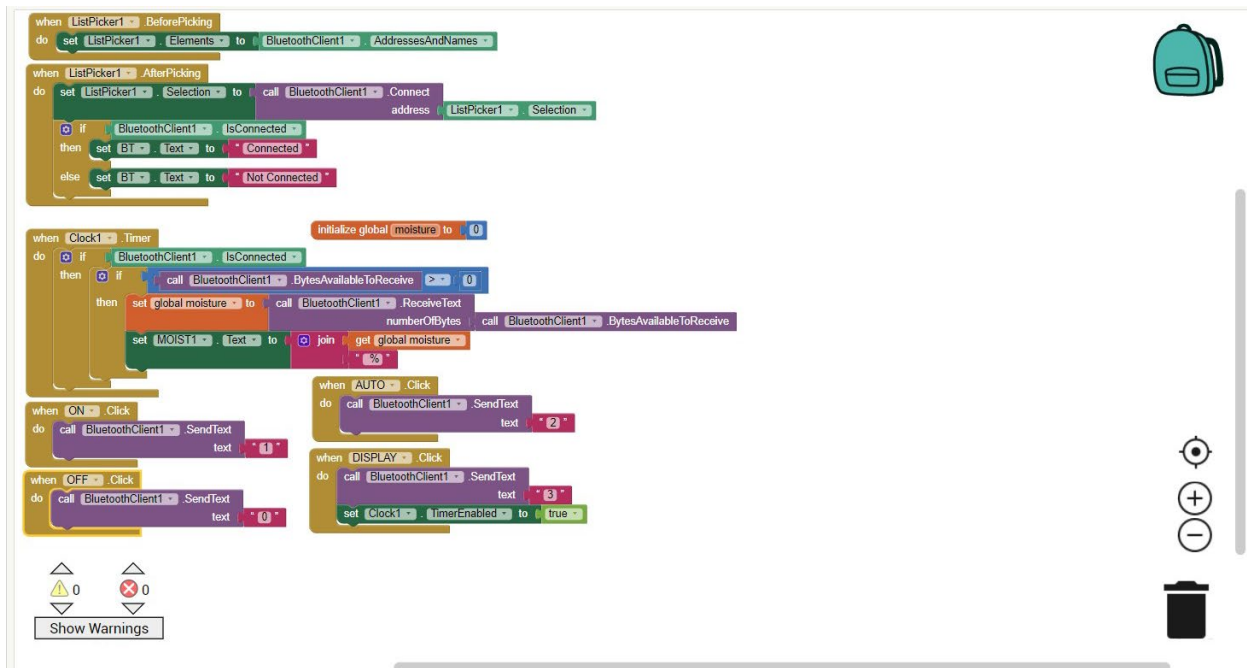 when ListPicker1 .BeforePicking
do set ListPicker1 . Elements to BluetoothClient1 . AddressesAndNames
when ListPicker1 .AfterPicking
do set ListPicker1 . Selection to call BluetoothClient1 .Connect
address ListPicker1 . Selection
if BluetoothClient1 . IsConnected
then set BT . Text to " Connected "
else set BT . Text to " Not Connected "
initialize global moisture to 0
when Clock1 .Timer
do if BluetoothClient1 . IsConnected
then if call BluetoothClient1 .BytesAvailableToReceive > 0
then set global moisture to call BluetoothClient1 .ReceiveText
numberOfBytes call BluetoothClient1 .BytesAvailableToReceive
set MOIST1 . Text to join get global moisture
" % "
when ON .Click
do call BluetoothClient1 .SendText
text " 1 "
when OFF .Click
do call BluetoothClient1 .SendText
text " 0 "
when AUTO .Click
do call BluetoothClient1 .SendText
text " 2 "
when DISPLAY .Click
do call BluetoothClient1 .SendText
text " 3 "
set Clock1 . TimerEnabled to true
0 0
Show Warnings